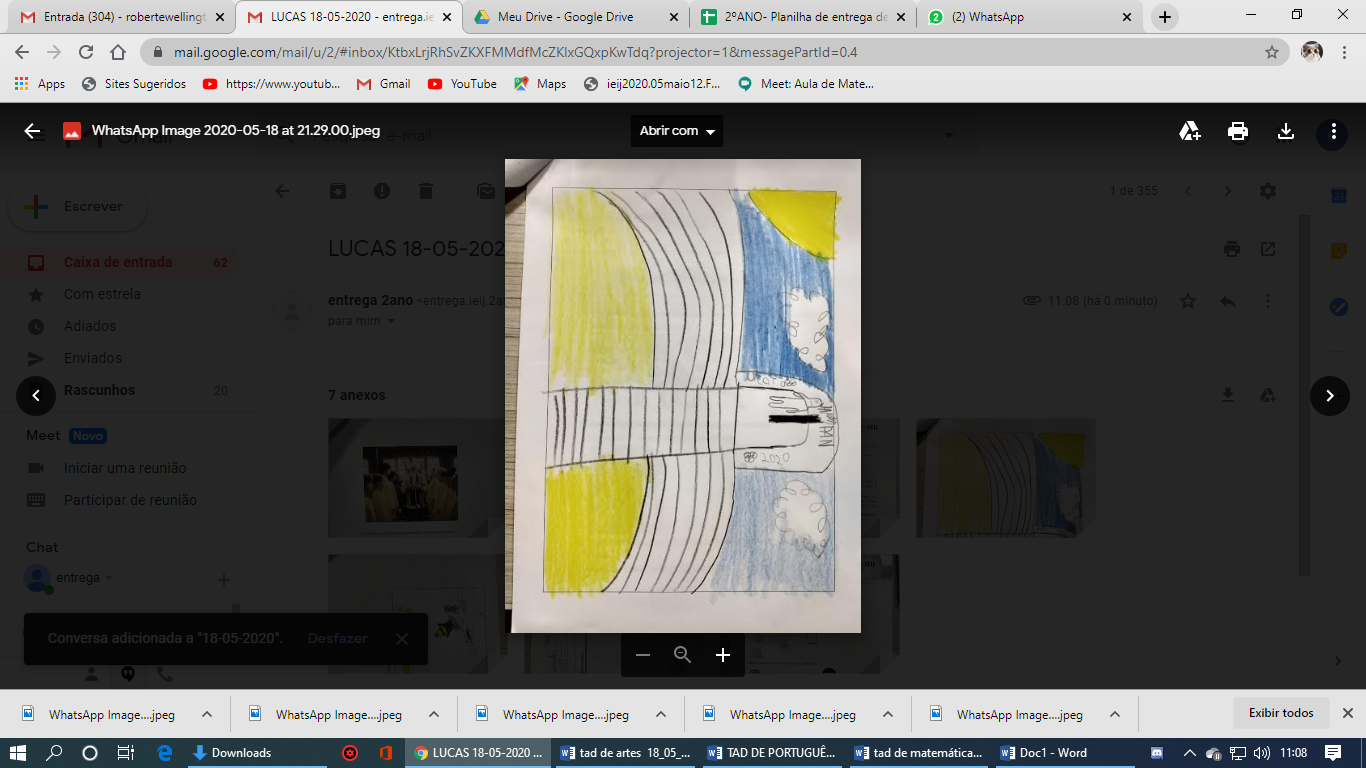 Entrada (304) - robertewellingt
LUCAS 18-05-2020 - entrega.ie
Meu Drive - Google Drive
2ºANO- Planilha de entrega de
(2) WhatsApp
mail.google.com/mail/u/2/#inbox/KtbxLrjRhSvZKXFMMdfMcZKlxGQxpKwTdq?projector=1&messagePartId=0.4
Apps
Sites Sugeridos
https://www.youtub...
Gmail
YouTube
Maps
ieij2020.05maio12.F...
Meet: Aula de Mate...
WhatsApp Image 2020-05-18 at 21.29.00.jpeg
Abrir com
e-mail
Escrever
1 de 355
LUCAS 18-05-202
Caixa de entrada 62
Com estrela
entrega 2ano <entrega.ieij.2a
11:08 (há 0 minuto)
para mim
Adiados
Enviados
Rascunhos 20
7 anexos
Meet Novo
Iniciar uma reunião
Participar de reunião
2020
Chat
entrega
Conversa adicionada a "18-05-2020". Desfazer
WhatsApp Image....jpeg
WhatsApp Image....jpeg
WhatsApp Image....jpeg
WhatsApp Image....jpeg
WhatsApp Image....jpeg
Exibir todos
Downloads
LUCAS 18-05-2020 ...
tad de artes 18_05_...
TAD DE PORTUGUÊ...
tad de matemática...
Doc1 - Word
11:08